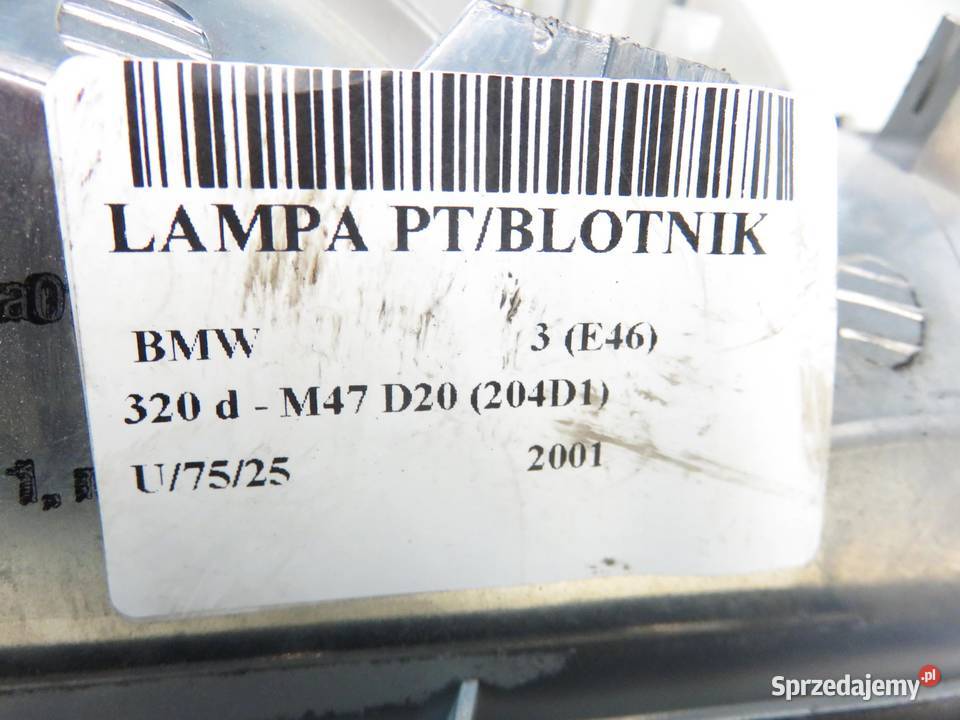 LAMPA PT/BLOTNIK
BMW 3 (E46)
320 d - M47 D20 (204D1)
U/75/25 2001
Sprzedajemy.pl